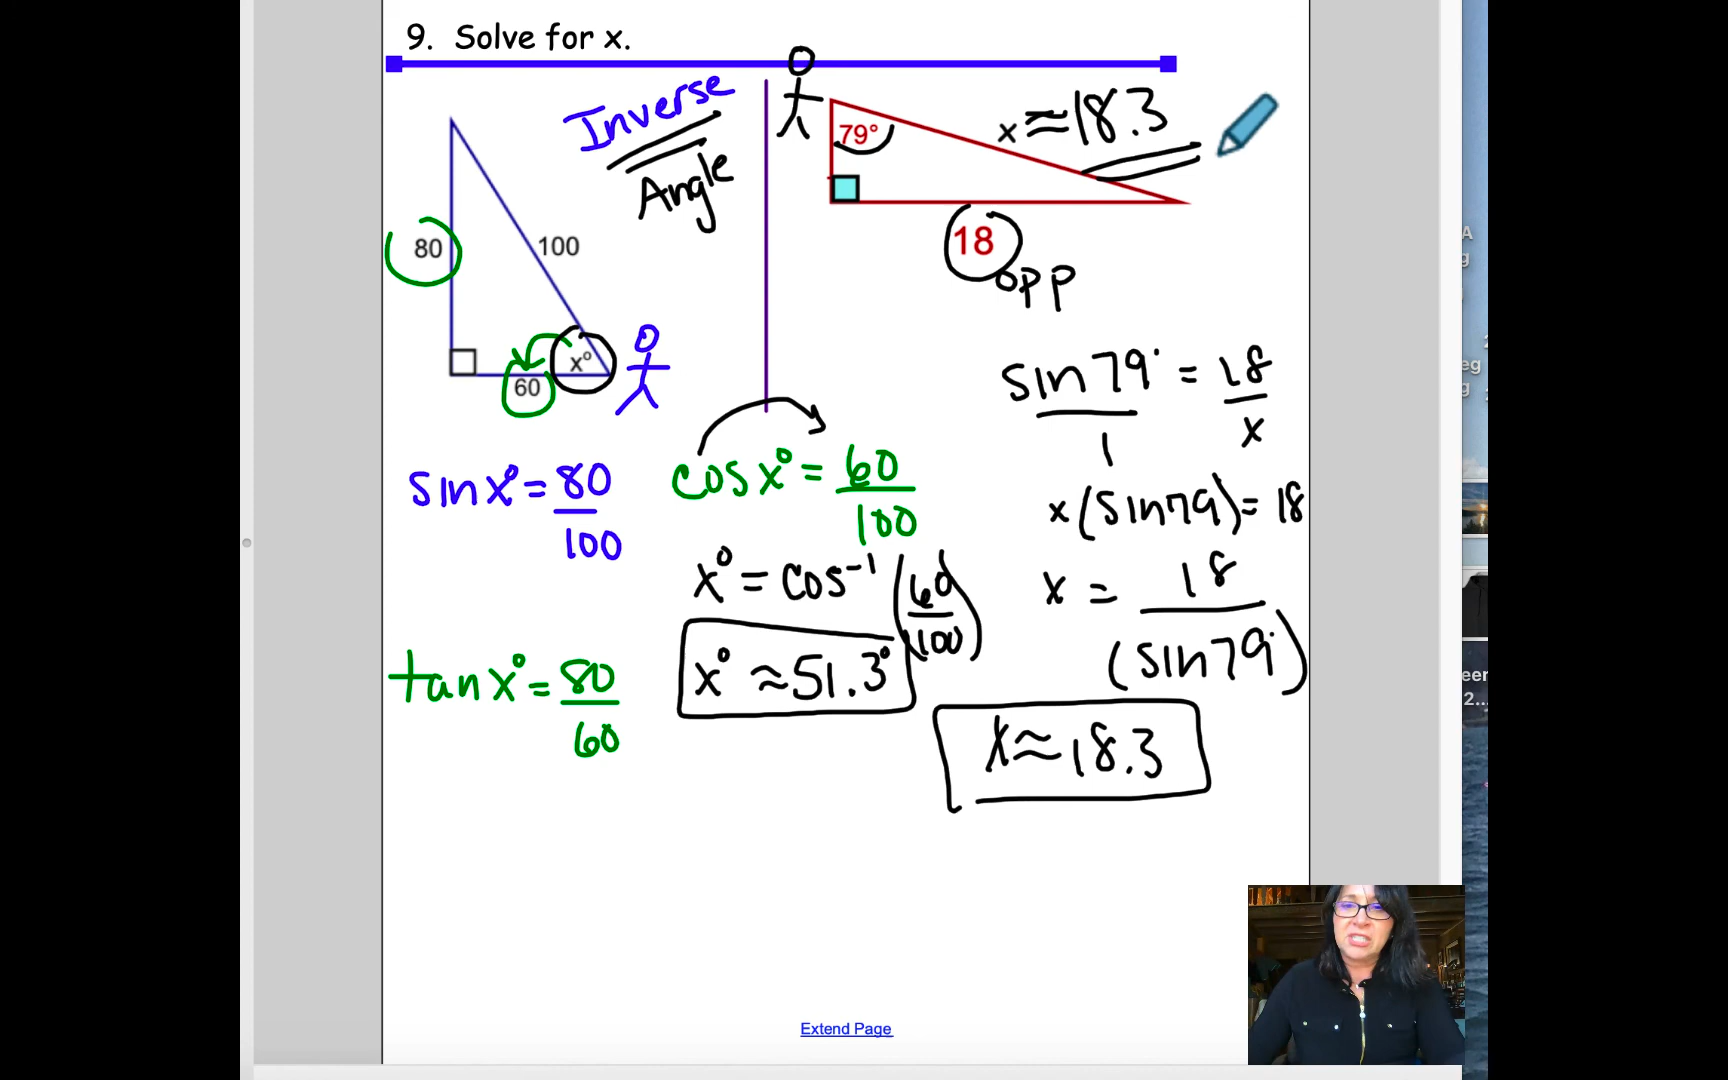 9. Solve for x.
Inverse
Angle
80
100
x°
60
sin x° = 80
100
tan x° = 80
60
cos x° = 60
100
x° = cos⁻¹ (60
100)
x° ≈ 51.3°
79°
x ≈ 18.3
18
opp
sin 79° = 18
1 x
x (sin 79) = 18
x = 18
(sin 79°)
x ≈ 18.3
Extend Page